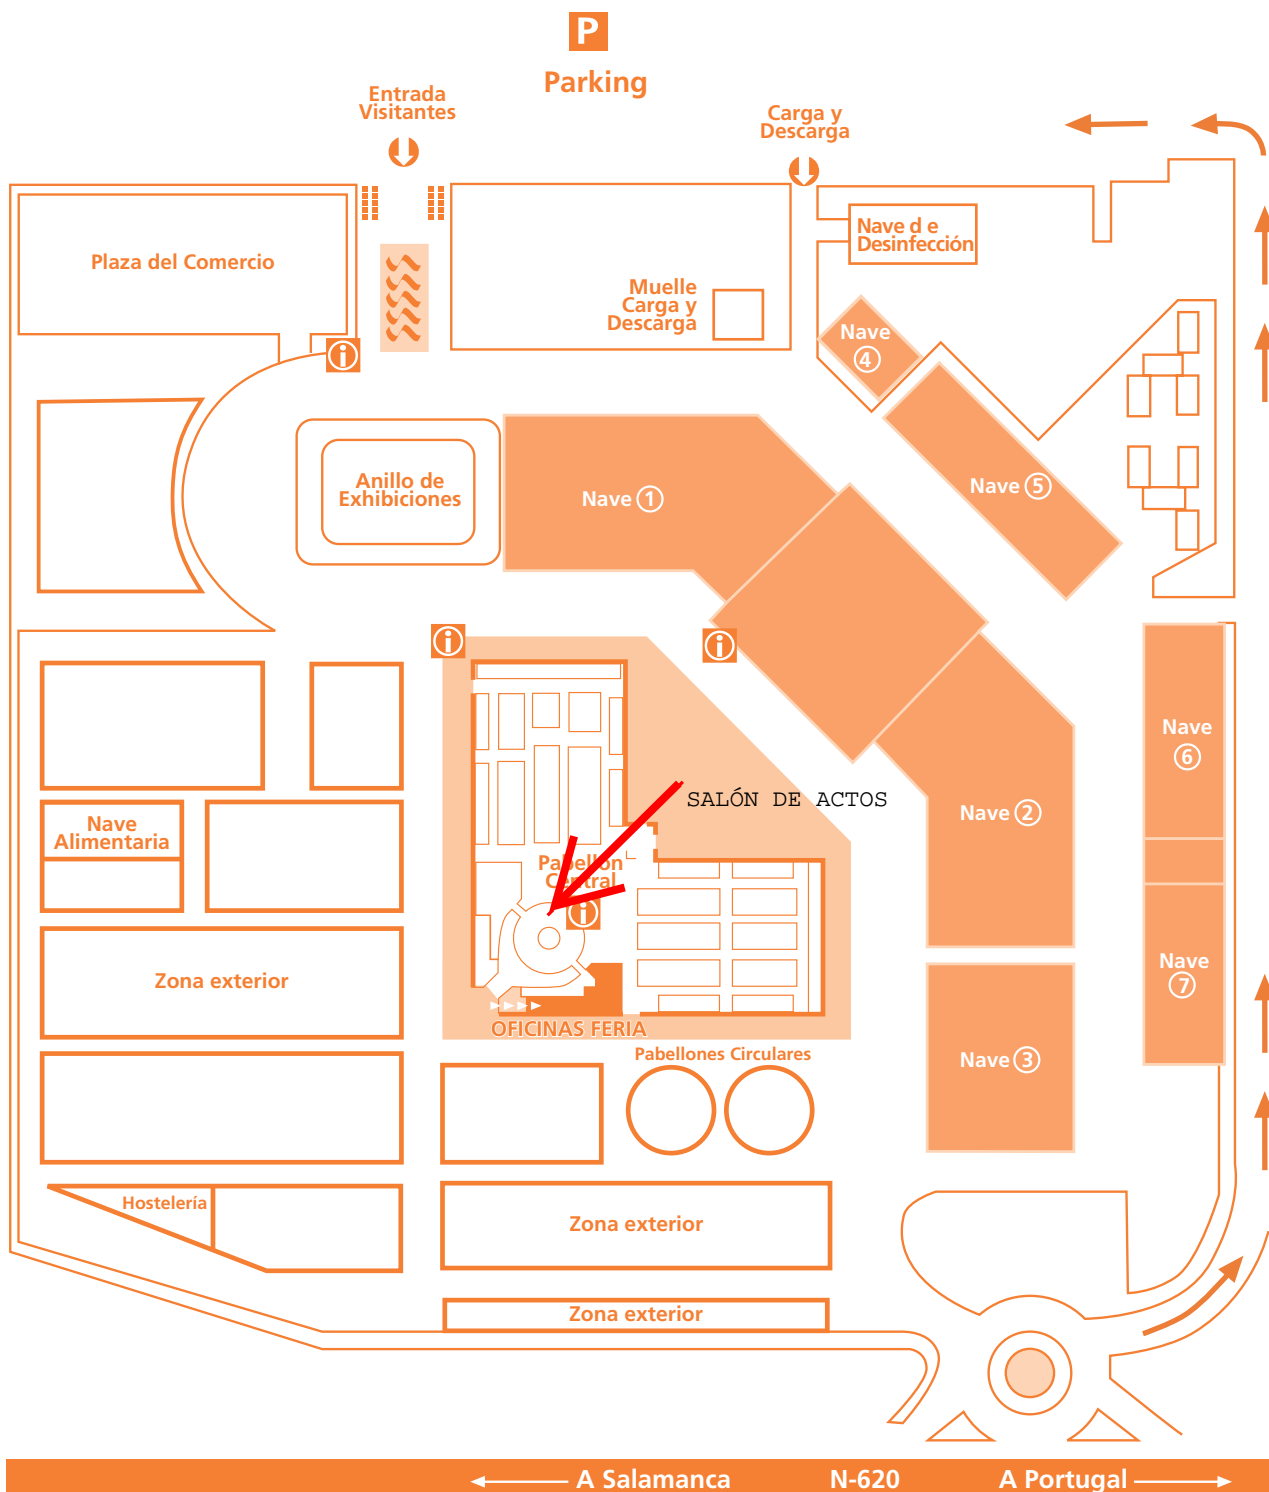 P
Parking
Entrada
Visitantes
Carga y
Descarga
Nave d e
Desinfección
Plaza del Comercio
Muelle
Carga y
Descarga
Nave
4
i
Anillo de
Exhibiciones
Nave 1
Nave 5
i
i
Nave
6
SALÓN DE ACTOS
Nave 2
Nave
Alimentaria
Pabellón
Central
i
Zona exterior
Nave
7
OFICINAS FERIA
Pabellones Circulares
Nave 3
Hostelería
Zona exterior
Zona exterior
A Salamanca N-620 A Portugal